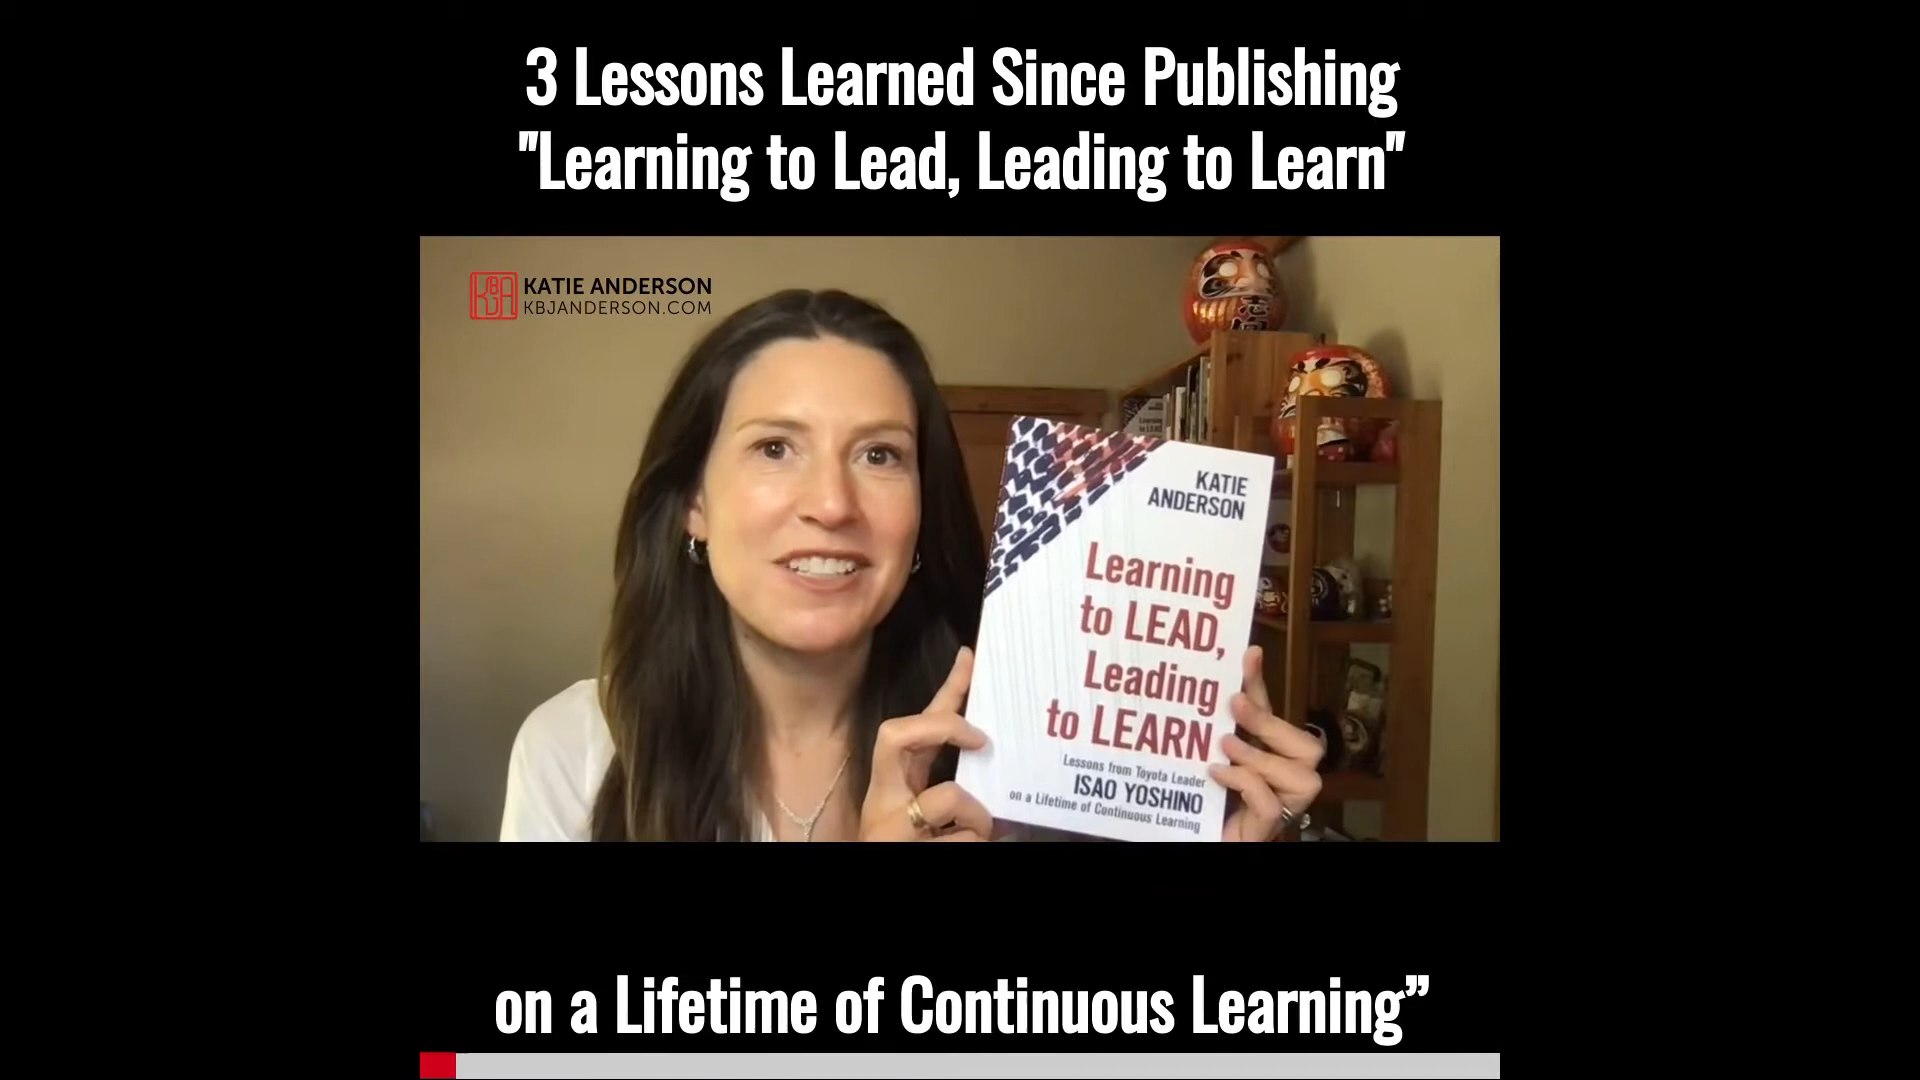 3 Lessons Learned Since Publishing
"Learning to Lead, Leading to Learn"
KBJA
KATIE ANDERSON
KBJANDERSON.COM
KATIE
ANDERSON
Learning
to LEAD,
Leading
to LEARN
Lessons from Toyota Leader
ISAO YOSHINO
on a Lifetime of Continuous Learning
on a Lifetime of Continuous Learning”